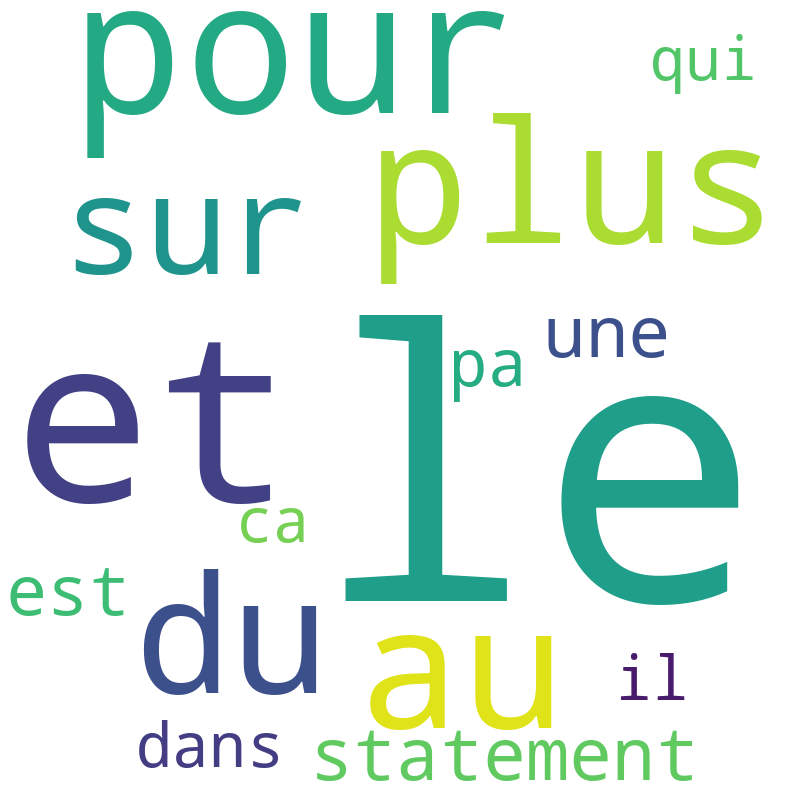 pour
qui
plus
sur
une
pa
et
le
ca
est
du
au
il
dans
statement